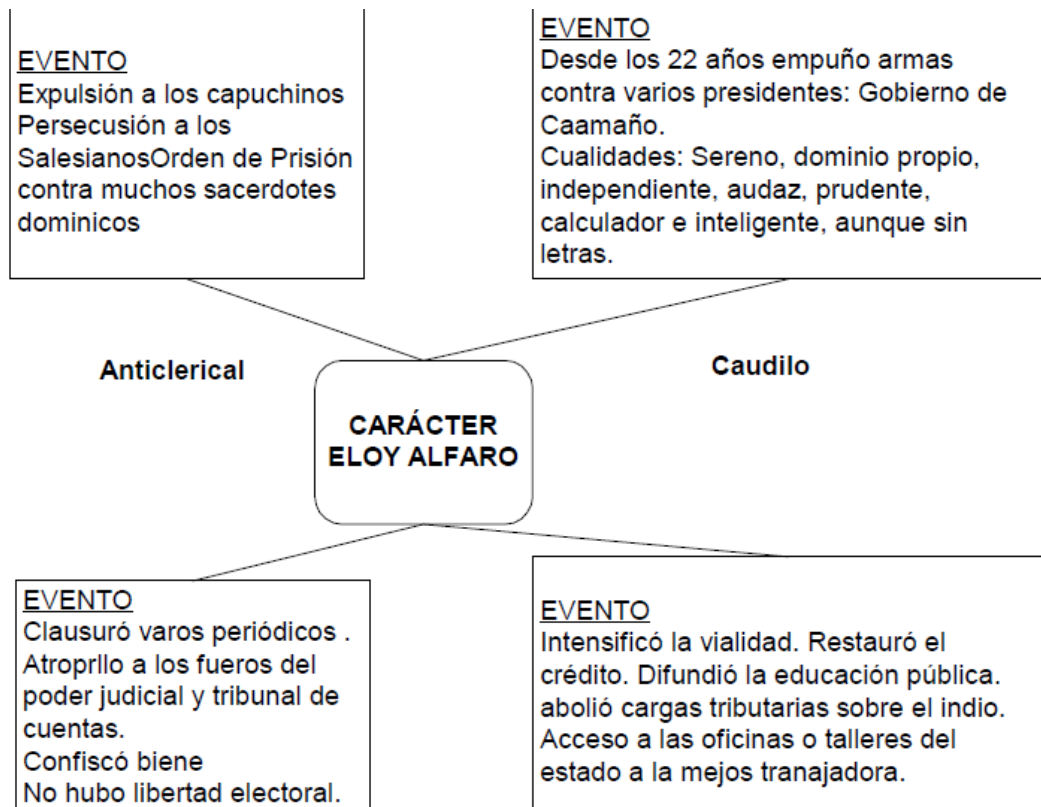 EVENTO
Expulsión a los capuchinos
Persecusión a los
SalesianosOrden de Prisión
contra muchos sacerdotes
dominicos
EVENTO
Desde los 22 años empuño armas
contra varios presidentes: Gobierno de
Caamaño.
Cualidades: Sereno, dominio propio,
independiente, audaz, prudente,
calculador e inteligente, aunque sin
letras.
Anticlerical
Caudilo
CARÁCTER
ELOY ALFARO
EVENTO
Clausuró varos periódicos .
Atroprllo a los fueros del
poder judicial y tribunal de
cuentas.
Confiscó biene
No hubo libertad electoral.
EVENTO
Intensificó la vialidad. Restauró el
crédito. Difundió la educación pública.
abolió cargas tributarias sobre el indio.
Acceso a las oficinas o talleres del
estado a la mejos tranajadora.